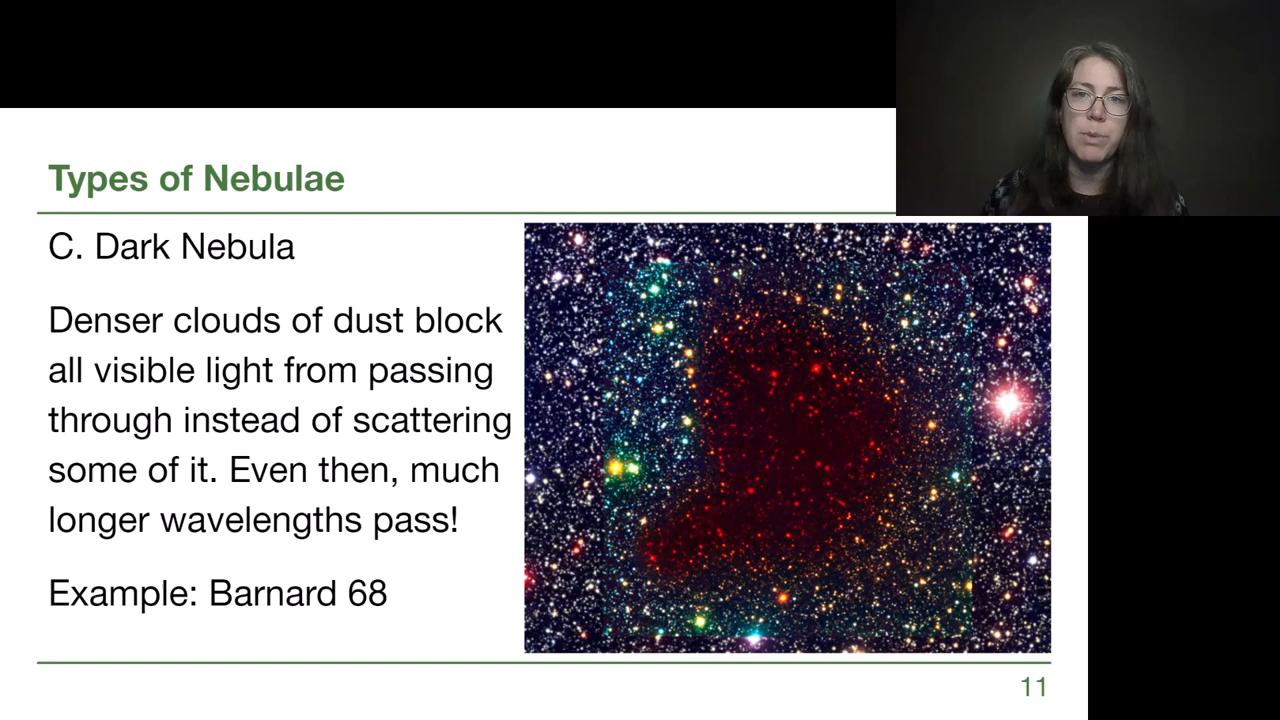 Types of Nebulae
C. Dark Nebula
Denser clouds of dust block
all visible light from passing
through instead of scattering
some of it. Even then, much
longer wavelengths pass!
Example: Barnard 68
11